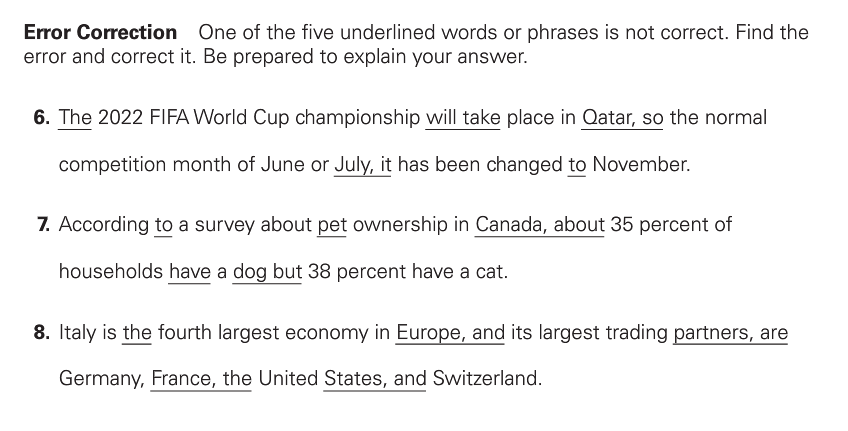 Error Correction One of the five underlined words or phrases is not correct. Find the
error and correct it. Be prepared to explain your answer.
6. The 2022 FIFA World Cup championship will take place in Qatar, so the normal
competition month of June or July, it has been changed to November.
7. According to a survey about pet ownership in Canada, about 35 percent of
households have a dog but 38 percent have a cat.
8. Italy is the fourth largest economy in Europe, and its largest trading partners, are
Germany, France, the United States, and Switzerland.